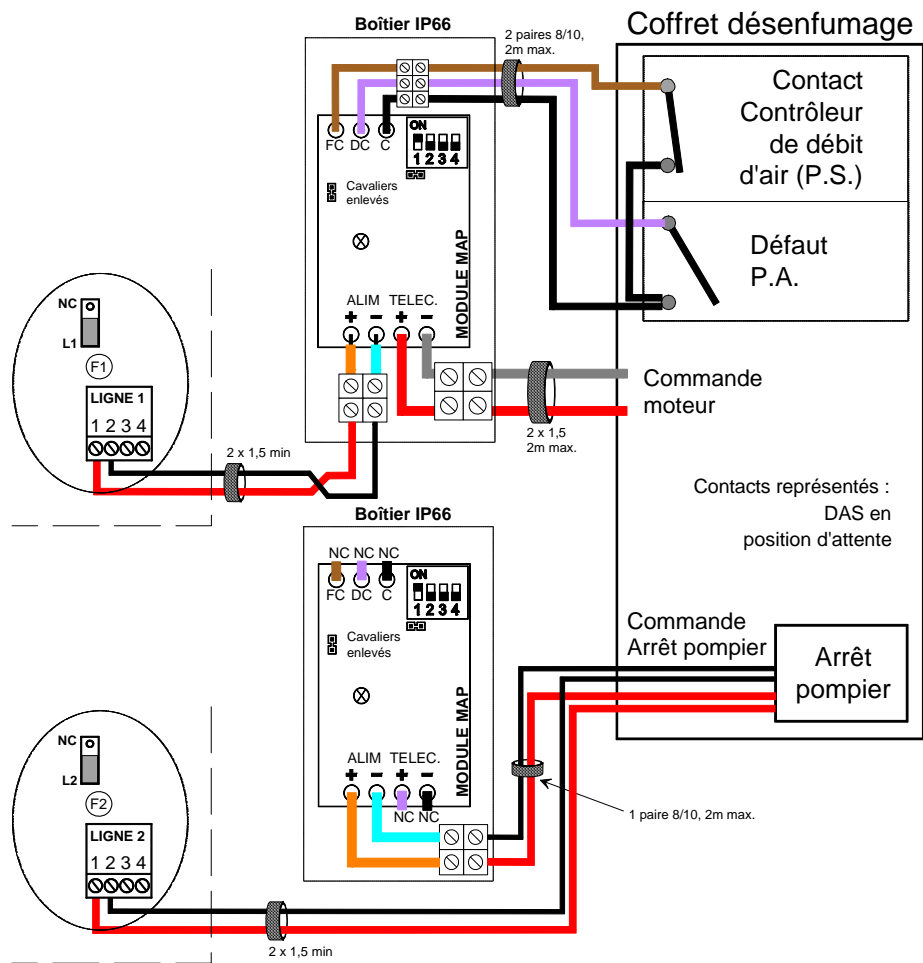 Boîtier IP66
2 paires 8/10,
2m max.
Coffret désenfumage
Contact
Contrôleur
de débit
d'air (P.S.)
Défaut
P.A.
FC DC C
ON
1 2 3 4
Cavaliers
enlevés
MODULE MAP
ALIM TELEC.
+ − + −
NC
L1
F1
LIGNE 1
1 2 3 4
2 x 1,5 min
Commande
moteur
2 x 1,5
2m max.
Contacts représentés :
DAS en
position d'attente
Boîtier IP66
NC NC NC
FC DC C
ON
1 2 3 4
Cavaliers
enlevés
MODULE MAP
ALIM TELEC.
+ − + −
NC NC
Commande
Arrêt pompier
Arrêt
pompier
1 paire 8/10, 2m max.
NC
L2
F2
LIGNE 2
1 2 3 4
2 x 1,5 min